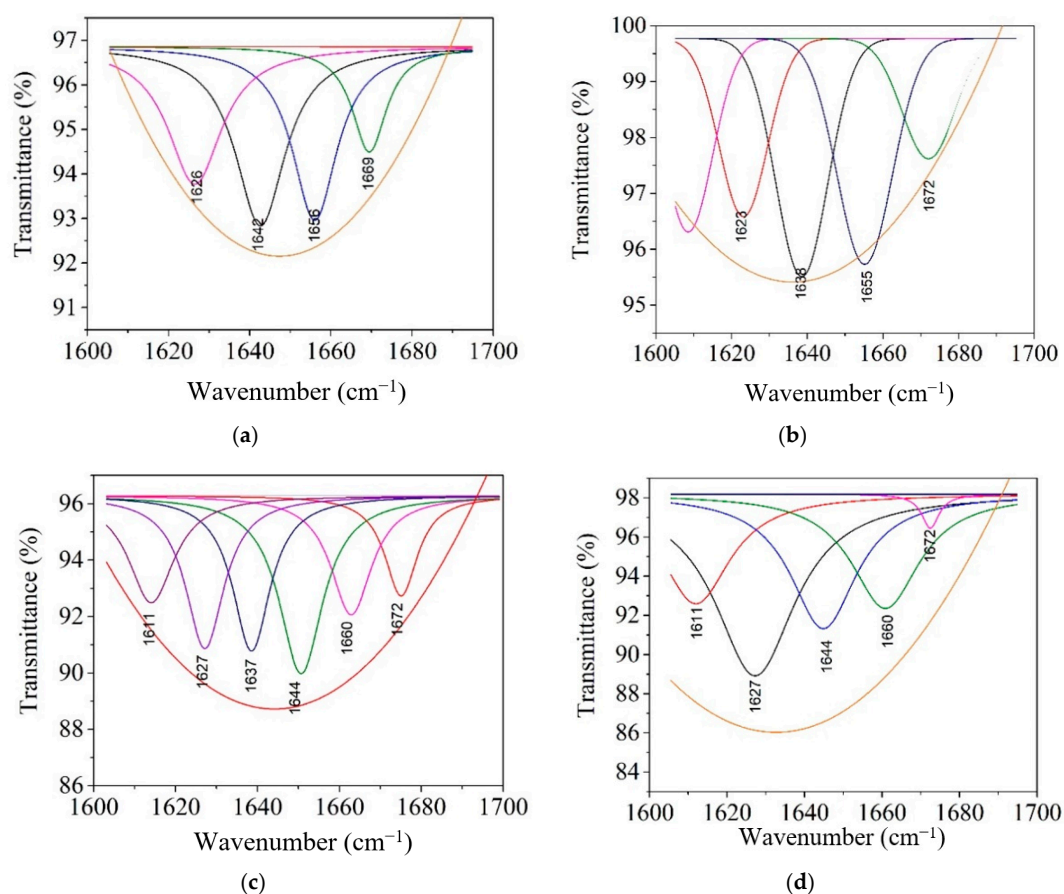 97
96
95
94
93
92
91
Transmittance (%)
1626
1642
1656
1669
1600 1620 1640 1660 1680 1700
Wavenumber (cm⁻¹)
(a)
100
99
98
97
96
95
Transmittance (%)
1623
1638
1655
1672
1600 1620 1640 1660 1680 1700
Wavenumber (cm⁻¹)
(b)
96
94
92
90
88
86
Transmittance (%)
1611
1627
1637
1644
1660
1672
1600 1620 1640 1660 1680 1700
Wavenumber (cm⁻¹)
(c)
98
96
94
92
90
88
86
84
Transmittance (%)
1611
1627
1644
1660
1672
1600 1620 1640 1660 1680 1700
Wavenumber (cm⁻¹)
(d)